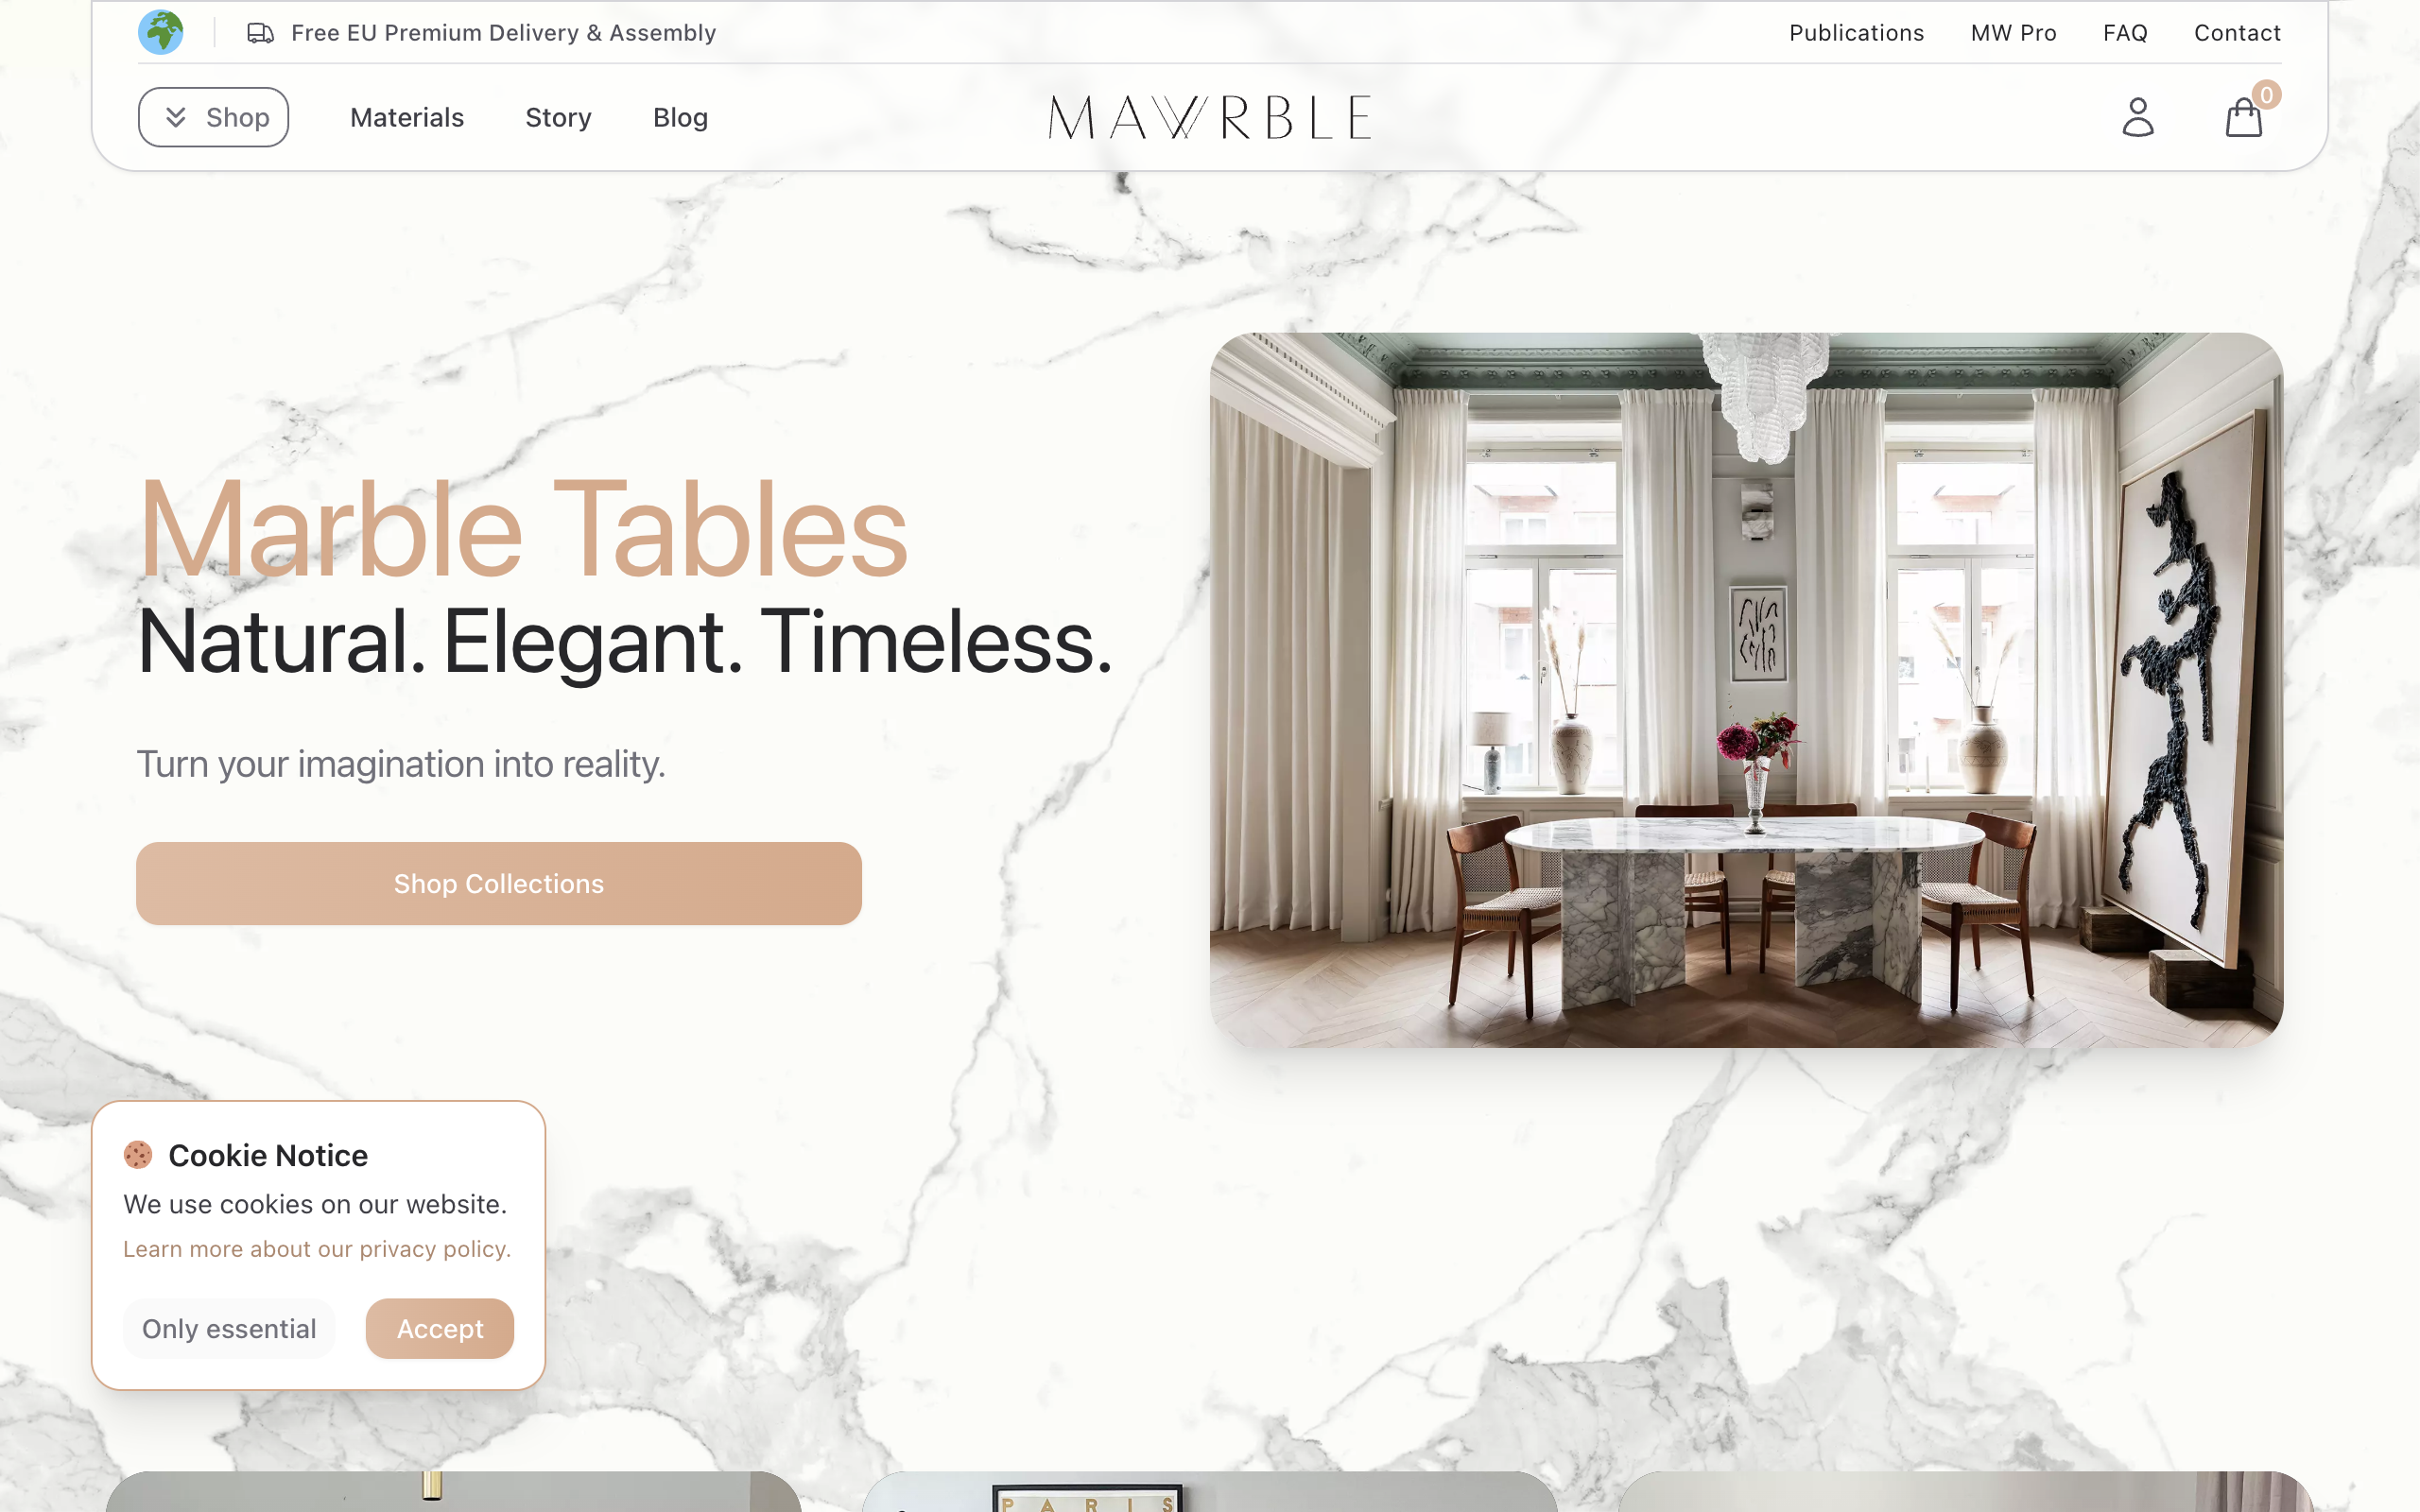 Free EU Premium Delivery & Assembly
Publications
MW Pro
FAQ
Contact
Shop
Materials
Story
Blog
MAWRBLE
0
Marble Tables
Natural. Elegant. Timeless.
Turn your imagination into reality.
Shop Collections
Cookie Notice
We use cookies on our website.
Learn more about our privacy policy.
Only essential
Accept
PARIS